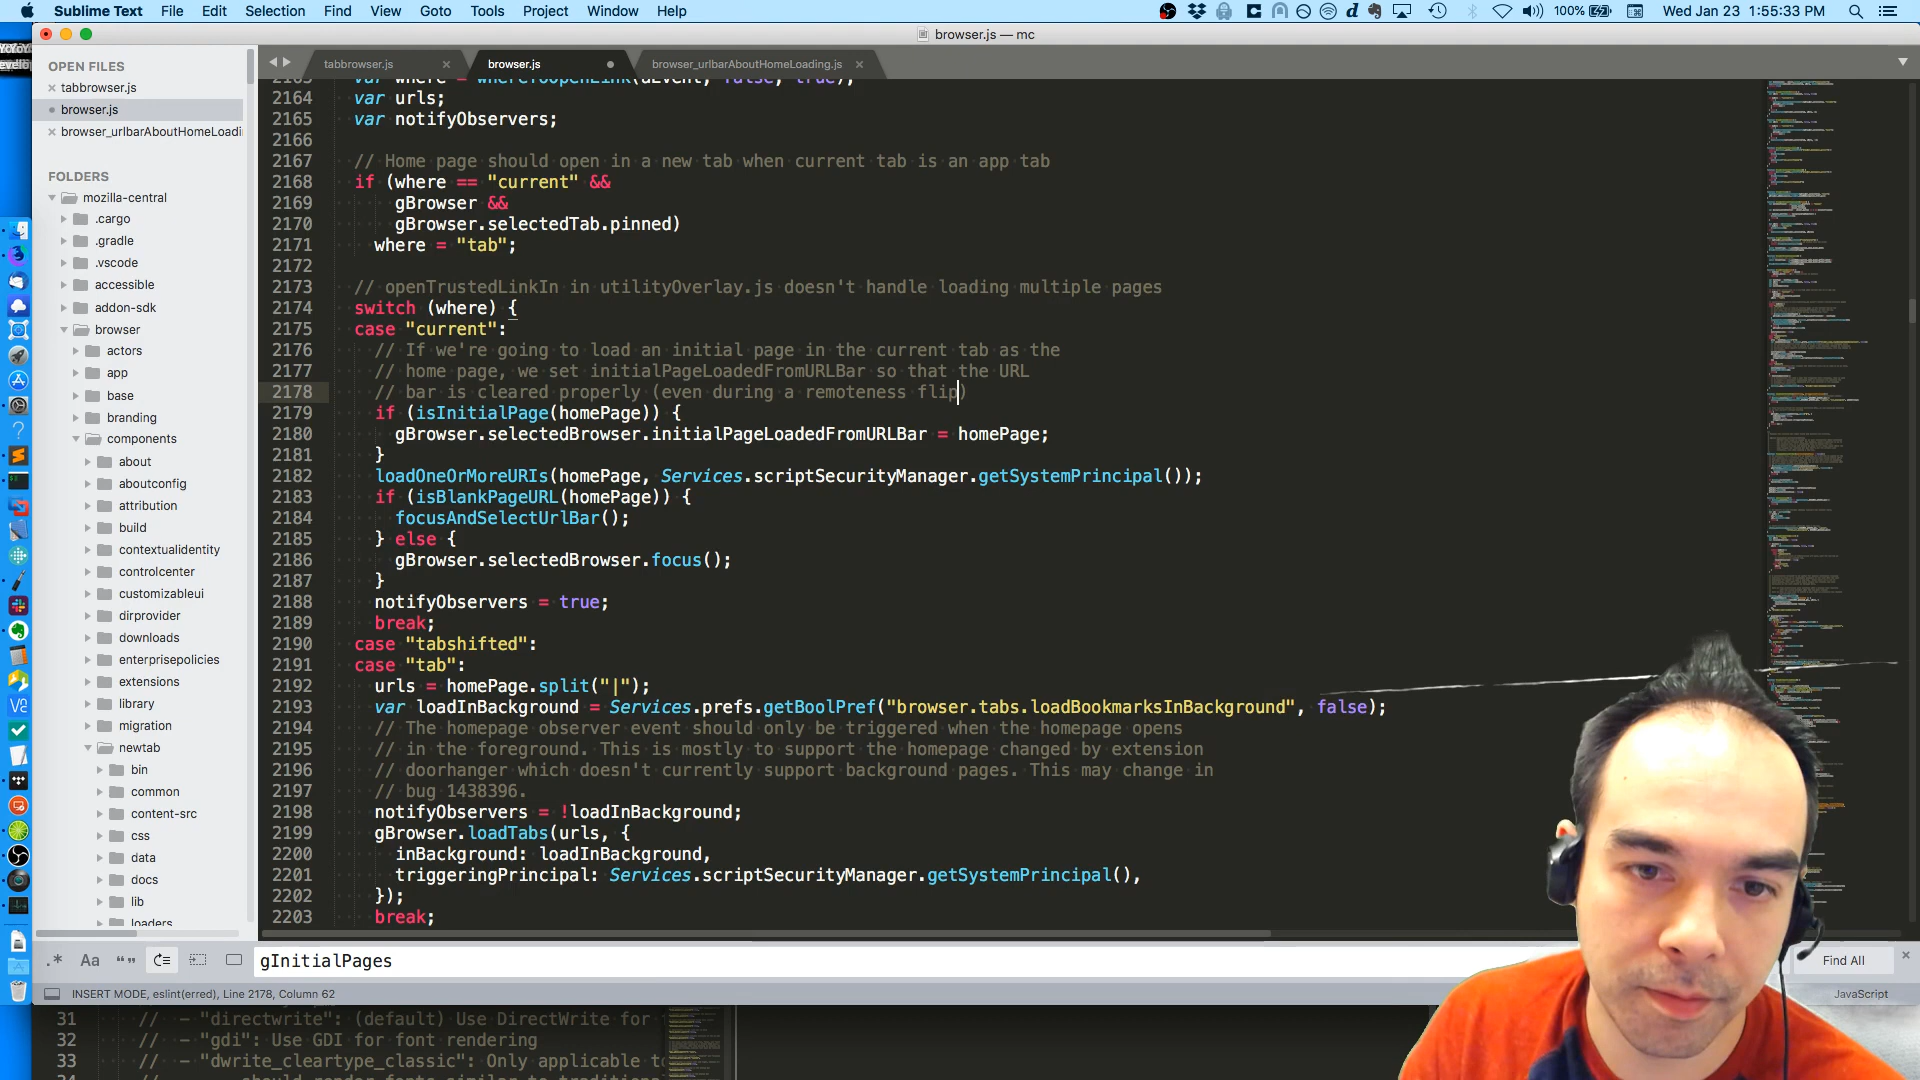 Sublime Text File Edit Selection Find View Goto Tools Project Window Help 100% Wed Jan 23 1:55:33 PM
browser.js — mc
OPEN FILES
tabbrowser.js
browser.js
browser_urlbarAboutHomeLoadi
FOLDERS
mozilla-central
.cargo
.gradle
.vscode
accessible
addon-sdk
browser
actors
app
base
branding
components
about
aboutconfig
attribution
build
contextualidentity
controlcenter
customizableui
dirprovider
downloads
enterprisepolicies
extensions
library
migration
newtab
bin
common
content-src
css
data
docs
lib
loaders
tabbrowser.js browser.js browser_urlbarAboutHomeLoading.js
2163 var where = whereToOpenLink(aEvent, false, true);
2164 var urls;
2165 var notifyObservers;
2166
2167 // Home page should open in a new tab when current tab is an app tab
2168 if (where == "current" &&
2169 gBrowser &&
2170 gBrowser.selectedTab.pinned)
2171 where = "tab";
2172
2173 // openTrustedLinkIn in utilityOverlay.js doesn't handle loading multiple pages
2174 switch (where) {
2175 case "current":
2176 // If we're going to load an initial page in the current tab as the
2177 // home page, we set initialPageLoadedFromURLBar so that the URL
2178 // bar is cleared properly (even during a remoteness flip)
2179 if (isInitialPage(homePage)) {
2180 gBrowser.selectedBrowser.initialPageLoadedFromURLBar = homePage;
2181 }
2182 loadOneOrMoreURIs(homePage, Services.scriptSecurityManager.getSystemPrincipal());
2183 if (isBlankPageURL(homePage)) {
2184 focusAndSelectUrlBar();
2185 } else {
2186 gBrowser.selectedBrowser.focus();
2187 }
2188 notifyObservers = true;
2189 break;
2190 case "tabshifted":
2191 case "tab":
2192 urls = homePage.split("|");
2193 var loadInBackground = Services.prefs.getBoolPref("browser.tabs.loadBookmarksInBackground", false);
2194 // The homepage observer event should only be triggered when the homepage opens
2195 // in the foreground. This is mostly to support the homepage changed by extension
2196 // doorhanger which doesn't currently support background pages. This may change in
2197 // bug 1438396.
2198 notifyObservers = !loadInBackground;
2199 gBrowser.loadTabs(urls, {
2200 inBackground: loadInBackground,
2201 triggeringPrincipal: Services.scriptSecurityManager.getSystemPrincipal(),
2202 });
2203 break;
.* Aa “” gInitialPages Find All
INSERT MODE, eslint(erred), Line 2178, Column 62 JavaScript
31 // - "directwrite": (default) Use DirectWrite for
32 // - "gdi": Use GDI for font rendering
33 // - "dwrite_cleartype_classic": Only applicable to